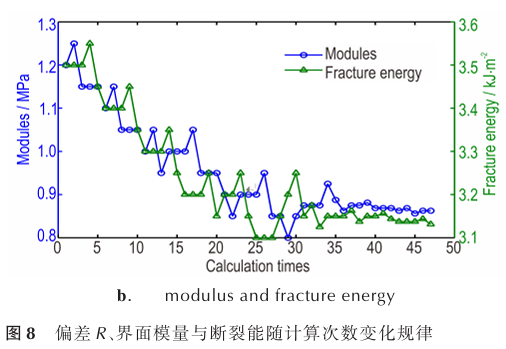 1.3
1.2
1.1
1.0
0.9
0.8
Modules / MPa
Modules
Fracture energy
3.6
3.5
3.4
3.3
3.2
3.1
Fracture energy / kJ·m⁻²
0 5 10 15 20 25 30 35 40 45 50
Calculation times
b. modulus and fracture energy
图 8 偏差 R、界面模量与断裂能随计算次数变化规律